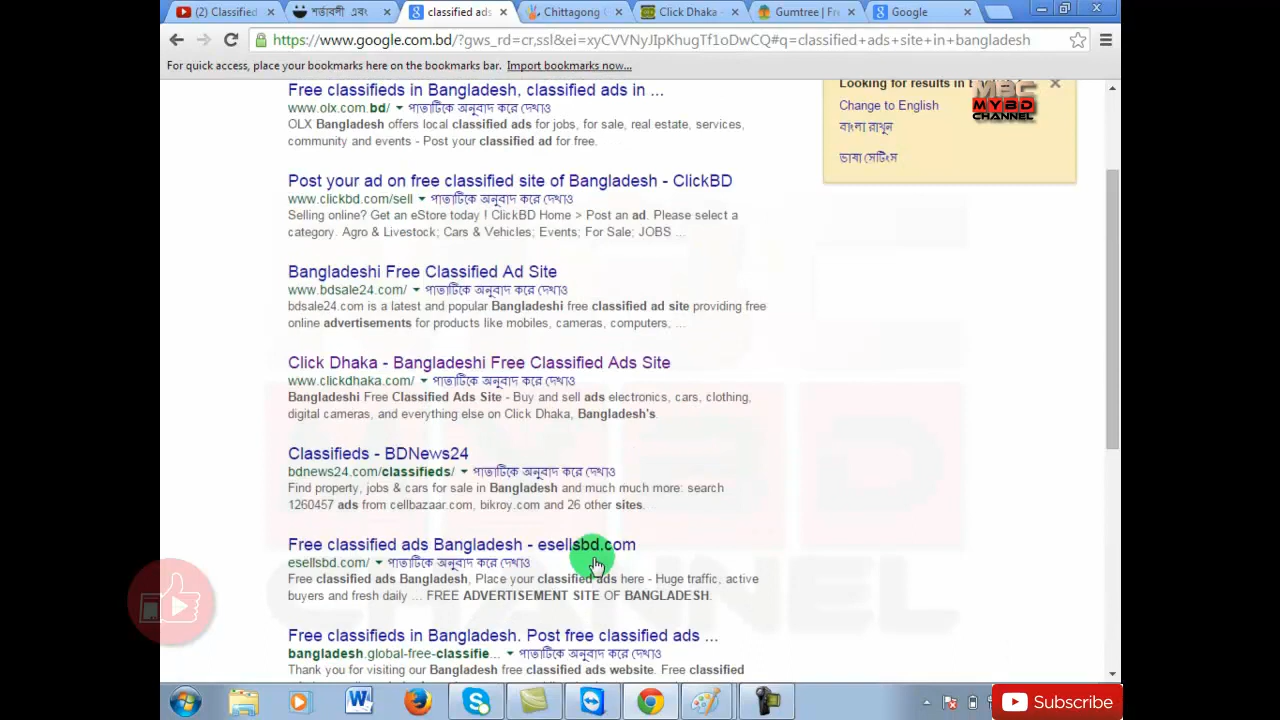 (2) Classified
শর্তাবলী এবং
classified ads
Chittagong
Click Dhaka -
Gumtree | Fre
Google
https://www.google.com.bd/?gws_rd=cr,ssl&ei=xyCVVNyJIpKhugTf1oDwCQ#q=classified+ads+site+in+bangladesh
For quick access, place your bookmarks here on the bookmarks bar. Import bookmarks now...
Free classifieds in Bangladesh, classified ads in ...
www.olx.com.bd/ পাতাটিকে অনুবাদ করে দেখাও
OLX Bangladesh offers local classified ads for jobs, for sale, real estate, services,
community and events - Post your classified ad for free.
Post your ad on free classified site of Bangladesh - ClickBD
www.clickbd.com/sell পাতাটিকে অনুবাদ করে দেখাও
Selling online? Get an eStore today ! ClickBD Home > Post an ad. Please select a
category. Agro & Livestock; Cars & Vehicles; Events; For Sale; JOBS ...
Bangladeshi Free Classified Ad Site
www.bdsale24.com/ পাতাটিকে অনুবাদ করে দেখাও
bdsale24.com is a latest and popular Bangladeshi free classified ad site providing free
online advertisements for products like mobiles, cameras, computers, ...
Click Dhaka - Bangladeshi Free Classified Ads Site
www.clickdhaka.com/ পাতাটিকে অনুবাদ করে দেখাও
Bangladeshi Free Classified Ads Site - Buy and sell ads electronics, cars, clothing,
digital cameras, and everything else on Click Dhaka, Bangladesh's.
Classifieds - BDNews24
bdnews24.com/classifieds/ পাতাটিকে অনুবাদ করে দেখাও
Find property, jobs & cars for sale in Bangladesh and much much more: search
1260457 ads from cellbazaar.com, bikroy.com and 26 other sites.
Free classified ads Bangladesh - esellsbd.com
esellsbd.com/ পাতাটিকে অনুবাদ করে দেখাও
Free classified ads Bangladesh, Place your classified ads here - Huge traffic, active
buyers and fresh daily ... FREE ADVERTISEMENT SITE OF BANGLADESH.
Free classifieds in Bangladesh. Post free classified ads ...
bangladesh.global-free-classifie... পাতাটিকে অনুবাদ করে দেখাও
Thank you for visiting our Bangladesh free classified ads website. Free classified
Looking for results in
Change to English
বাংলা রাখুন
ভাষা সেটিংস
MBC
MYBD
CHANNEL
MYBD
CHANNEL
Subscribe